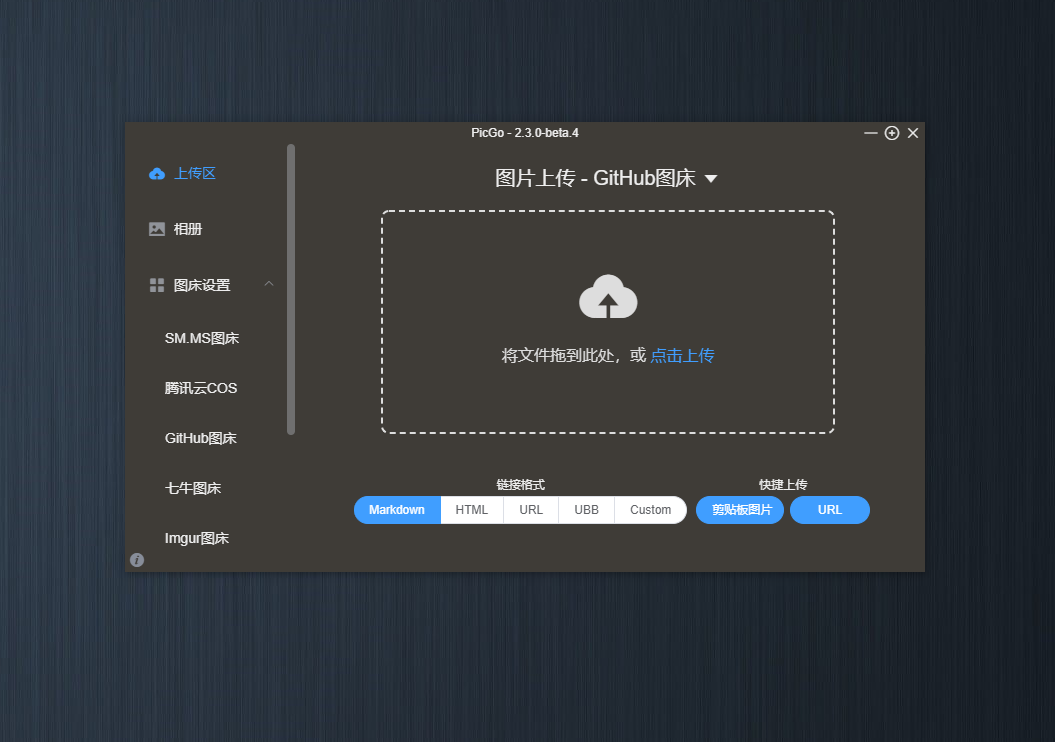 PicGo - 2.3.0-beta.4
上传区
相册
图床设置
SM.MS图床
腾讯云COS
GitHub图床
七牛图床
Imgur图床
图片上传 - GitHub图床
将文件拖到此处，或 点击上传
链接格式
Markdown HTML URL UBB Custom
快捷上传
剪贴板图片 URL